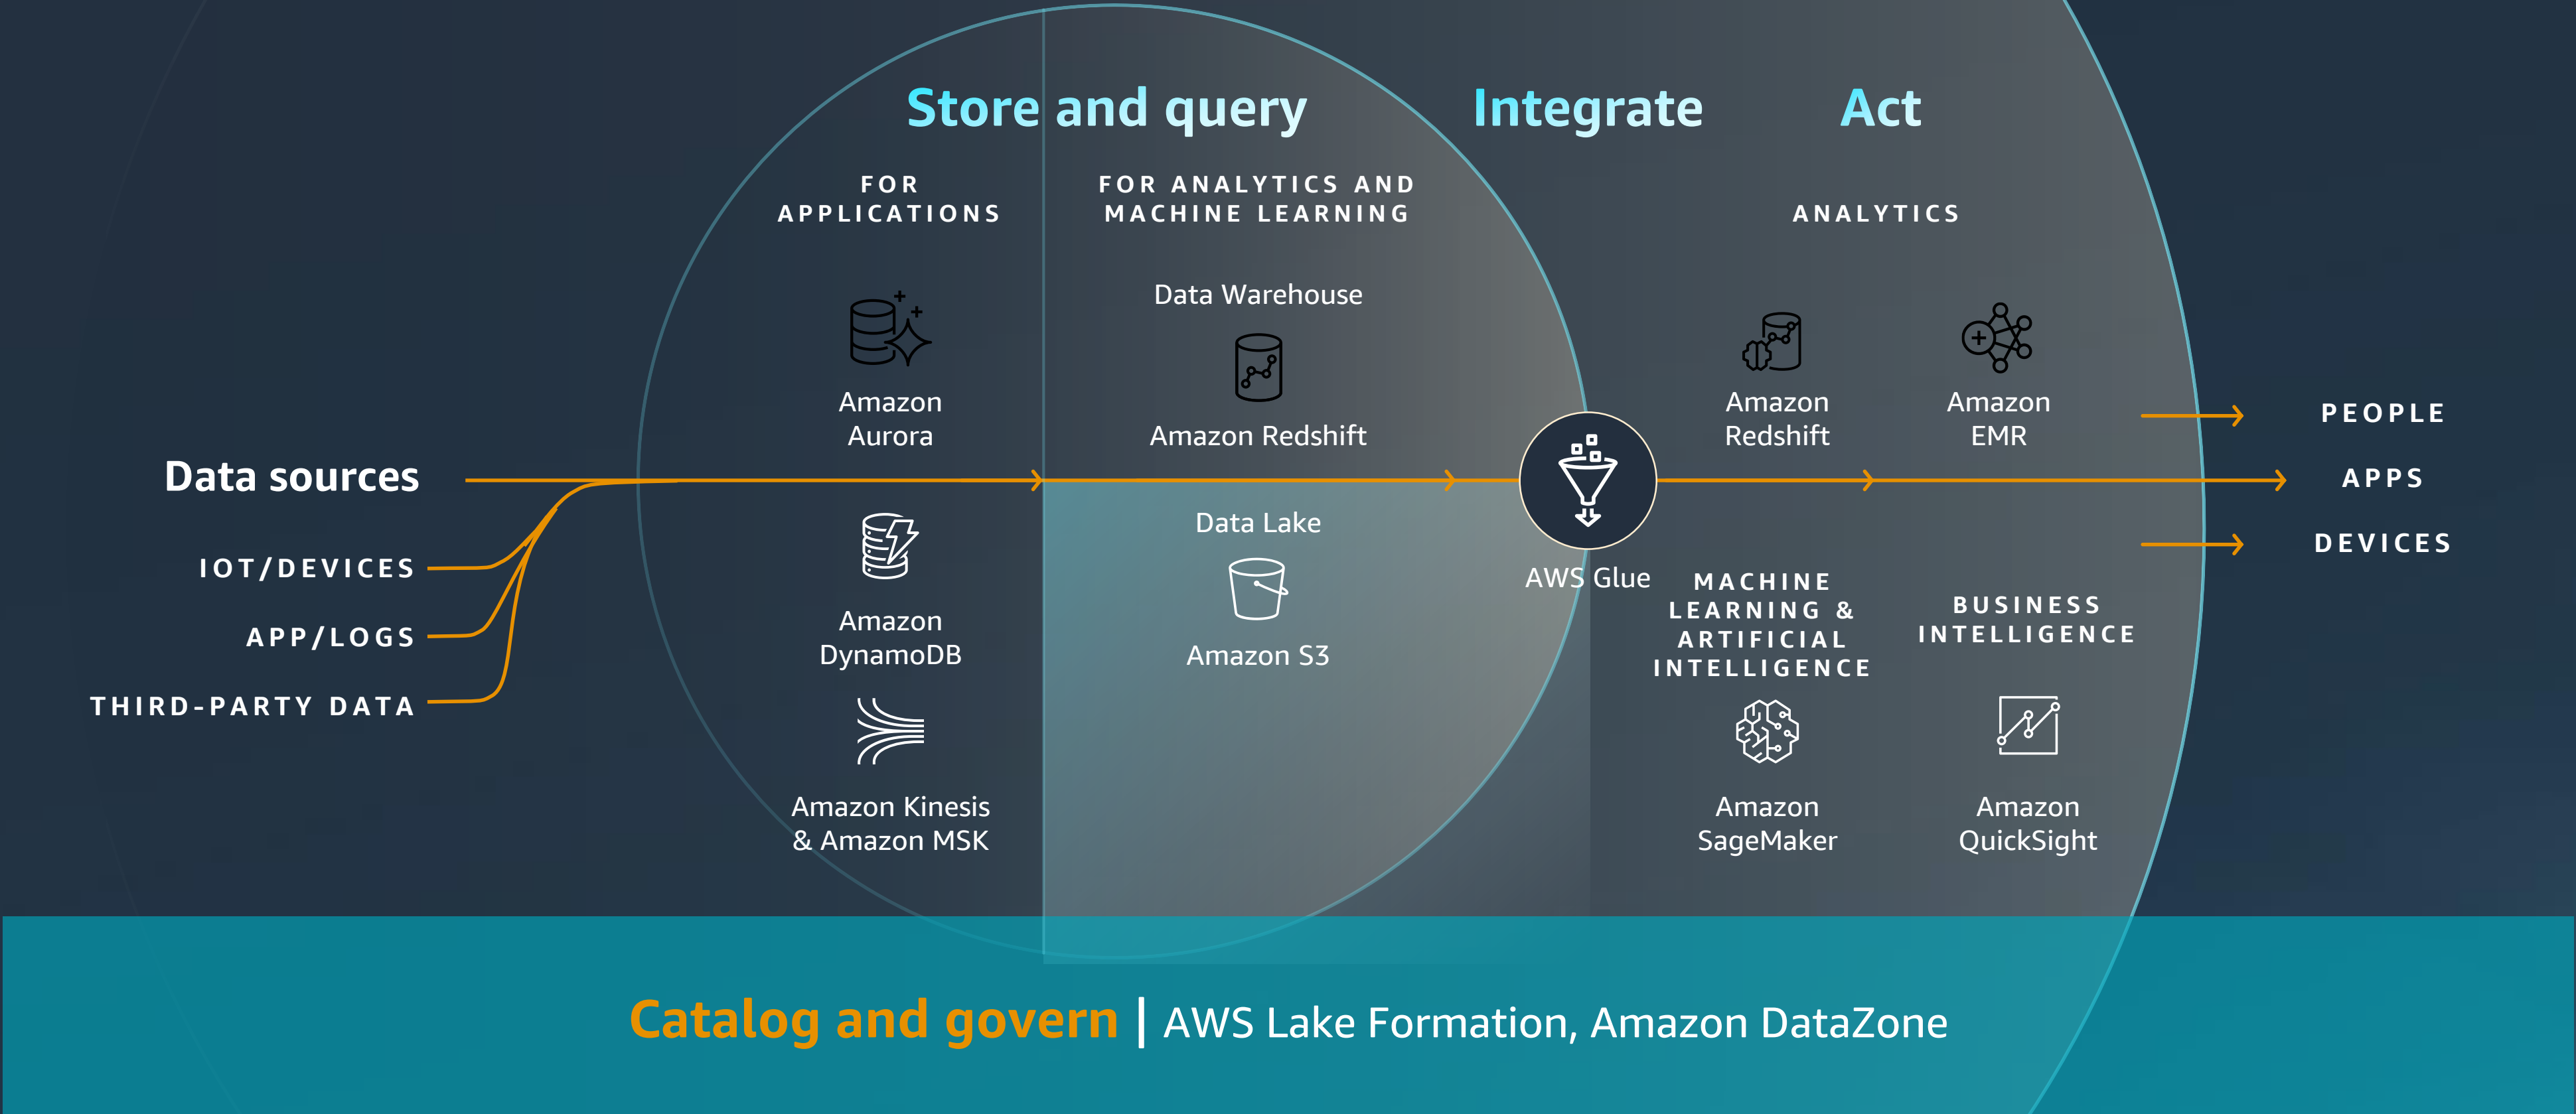 Store and query
Integrate
Act
FOR
APPLICATIONS
FOR ANALYTICS AND
MACHINE LEARNING
ANALYTICS
Data Warehouse
Amazon
Aurora
Amazon Redshift
Amazon
Redshift
Amazon
EMR
Data sources
IOT/DEVICES
APP/LOGS
THIRD-PARTY DATA
Amazon
DynamoDB
Amazon Kinesis
& Amazon MSK
Data Lake
Amazon S3
AWS Glue
MACHINE
LEARNING &
ARTIFICIAL
INTELLIGENCE
Amazon
SageMaker
BUSINESS
INTELLIGENCE
Amazon
QuickSight
PEOPLE
APPS
DEVICES
Catalog and govern | AWS Lake Formation, Amazon DataZone